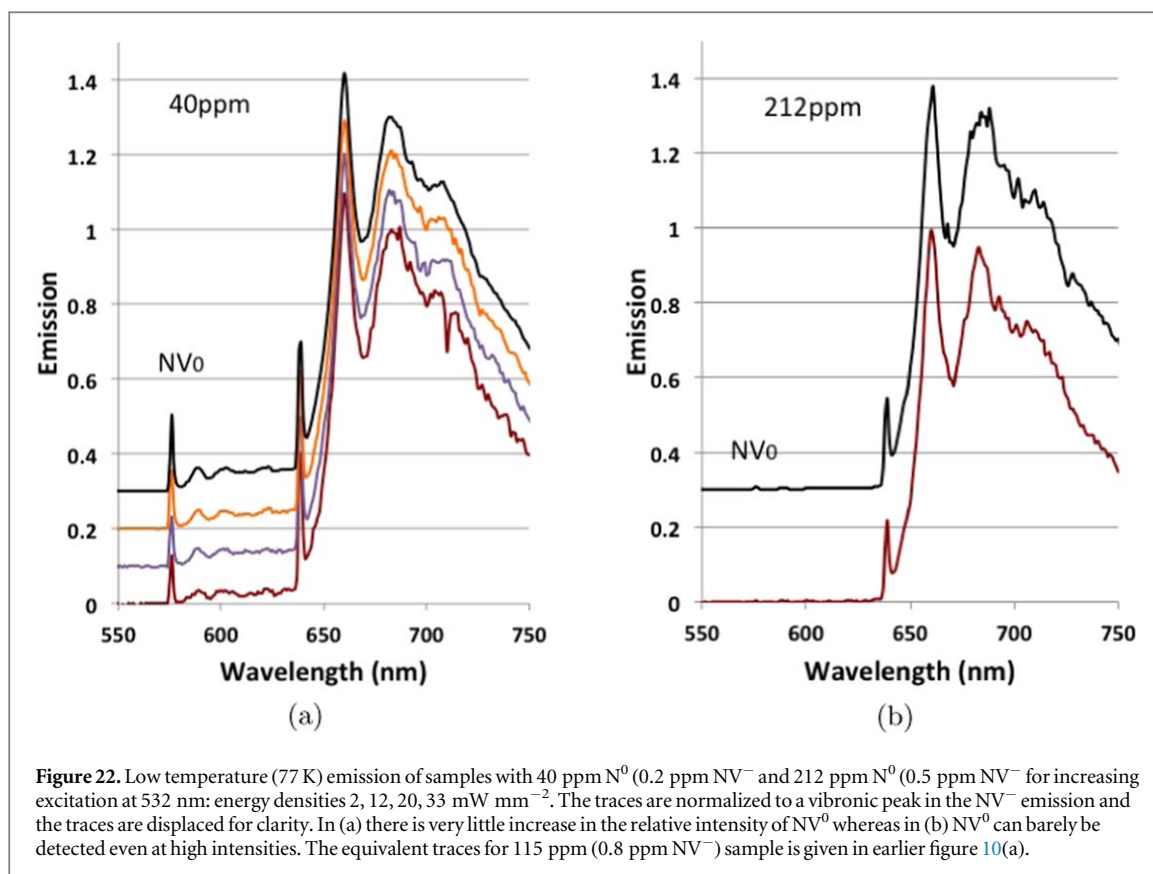 40ppm
1.4
1.2
1
0.8
0.6
0.4
0.2
0
Emission
NV0
550 600 650 700 750
Wavelength (nm)
(a)
212ppm
1.4
1.2
1
0.8
0.6
0.4
0.2
0
Emission
NV0
550 600 650 700 750
Wavelength (nm)
(b)
Figure 22. Low temperature (77 K) emission of samples with 40 ppm N⁰ (0.2 ppm NV⁻ and 212 ppm N⁰ (0.5 ppm NV⁻ for increasing
excitation at 532 nm: energy densities 2, 12, 20, 33 mW mm⁻². The traces are normalized to a vibronic peak in the NV⁻ emission and
the traces are displaced for clarity. In (a) there is very little increase in the relative intensity of NV⁰ whereas in (b) NV⁰ can barely be
detected even at high intensities. The equivalent traces for 115 ppm (0.8 ppm NV⁻) sample is given in earlier figure 10(a).